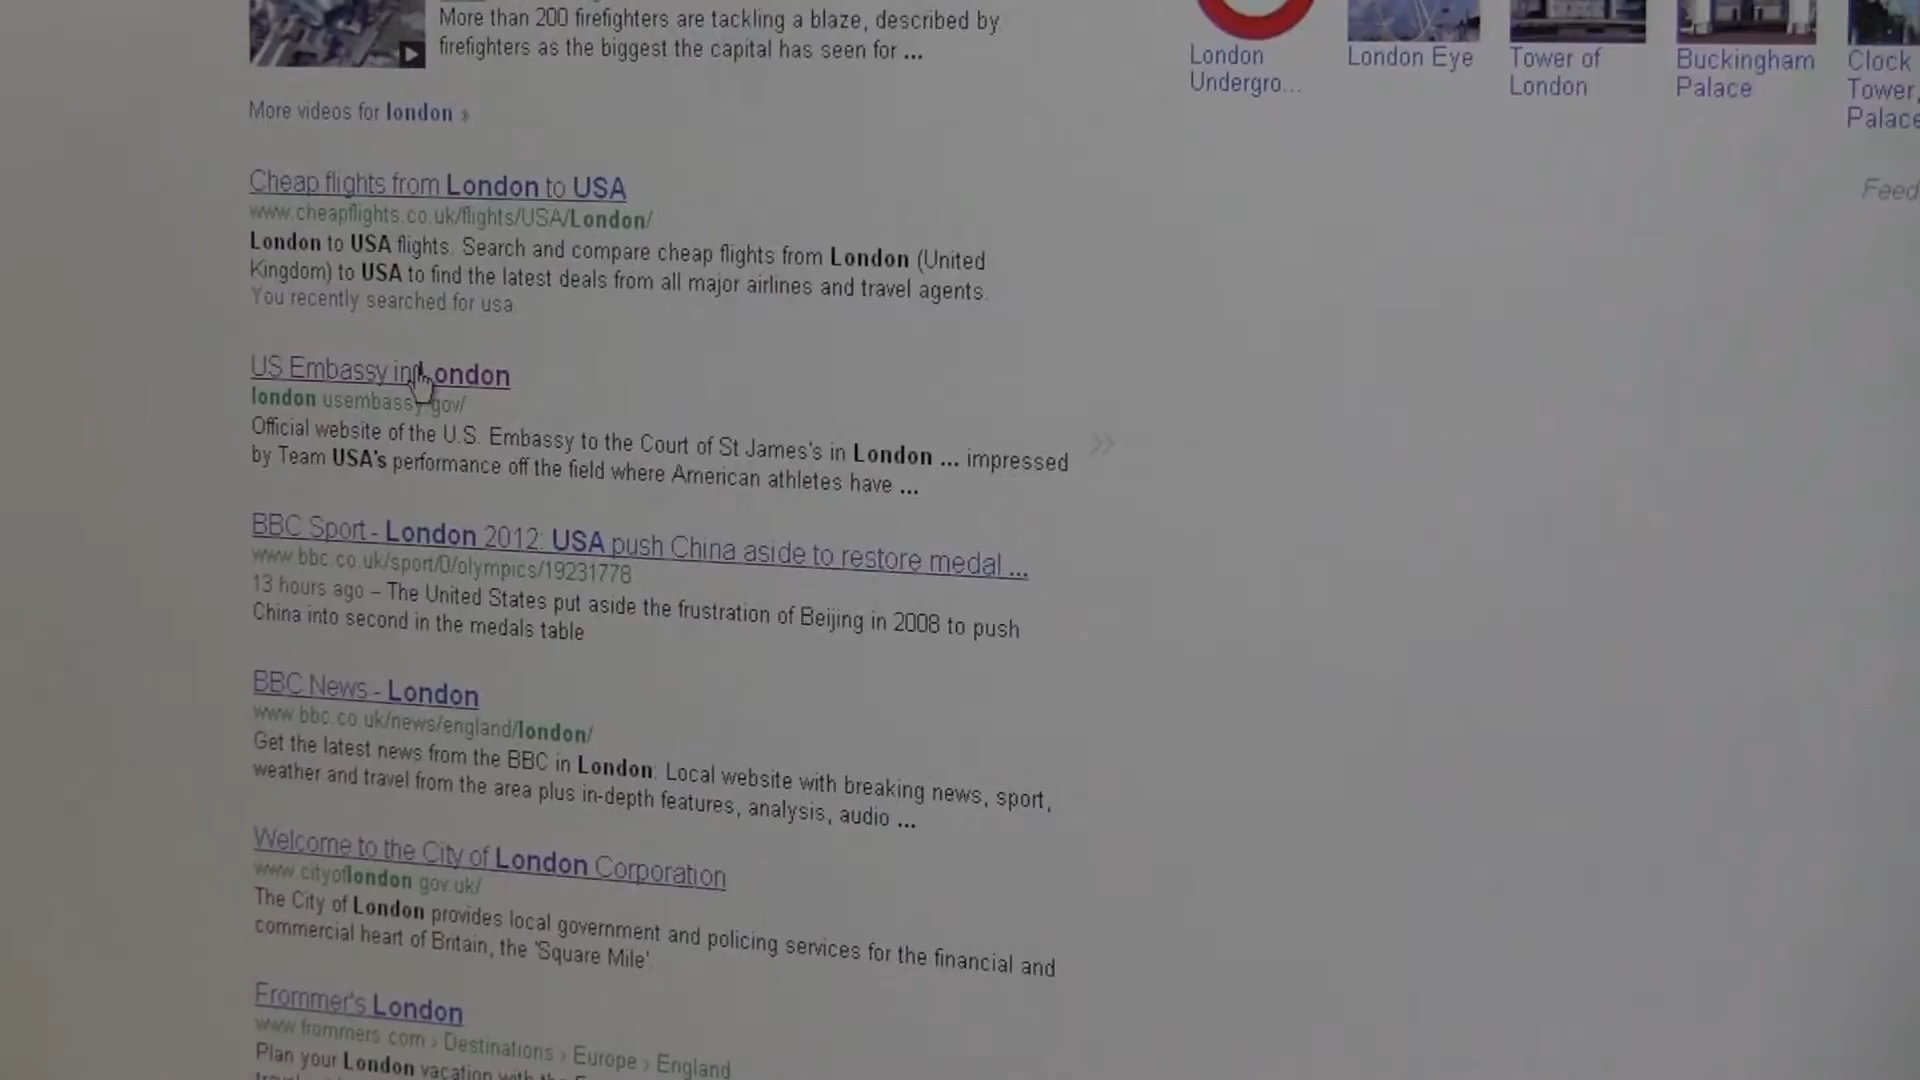 More than 200 firefighters are tackling a blaze, described by
firefighters as the biggest the capital has seen for ...
More videos for london »
Cheap flights from London to USA
www.cheapflights.co.uk/flights/USA/London/
London to USA flights. Search and compare cheap flights from London (United
Kingdom) to USA to find the latest deals from all major airlines and travel agents.
You recently searched for usa.
US Embassy in London
london.usembassy.gov/
Official website of the U.S. Embassy to the Court of St James's in London ... impressed
by Team USA's performance off the field where American athletes have ...
BBC Sport - London 2012: USA push China aside to restore medal ...
www.bbc.co.uk/sport/0/olympics/19231778
13 hours ago – The United States put aside the frustration of Beijing in 2008 to push
China into second in the medals table
BBC News - London
www.bbc.co.uk/news/england/london/
Get the latest news from the BBC in London: Local website with breaking news, sport,
weather and travel from the area plus in-depth features, analysis, audio ...
Welcome to the City of London Corporation
www.cityoflondon.gov.uk/
The City of London provides local government and policing services for the financial and
commercial heart of Britain, the 'Square Mile'.
Frommer's London
www.frommers.com › Destinations › Europe › England
Plan your London vacation with the
London
Undergro...
London Eye
Tower of
London
Buckingham
Palace
Clock
Tower,
Palace
Feed